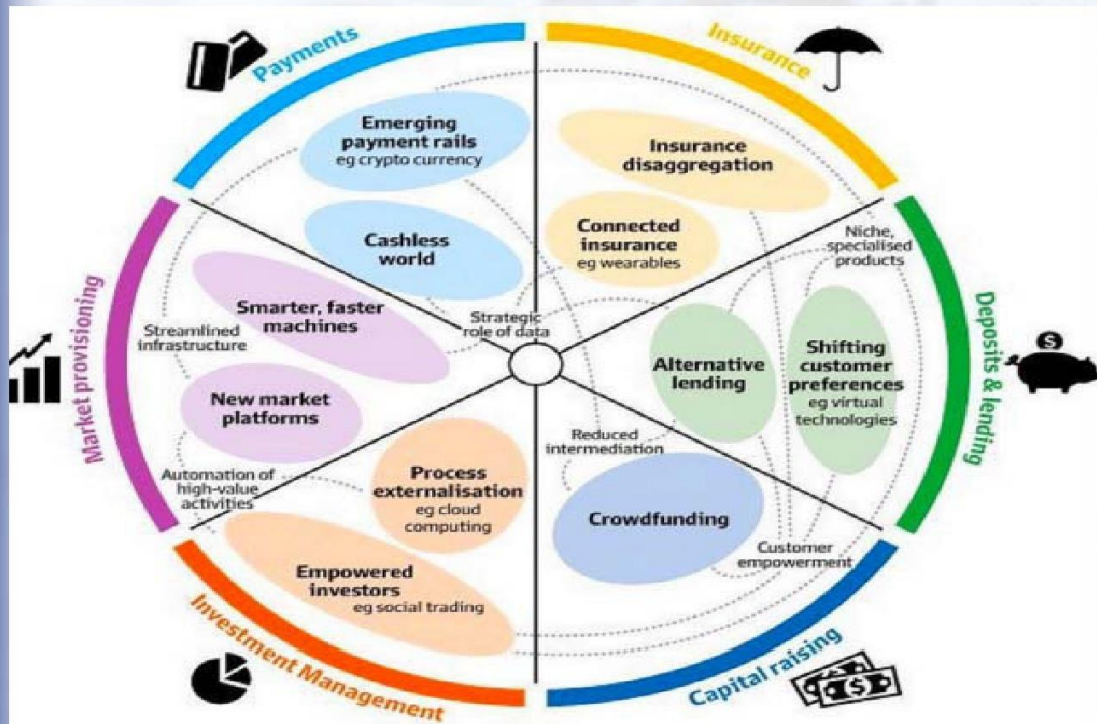 Payments
Insurance
Emerging
payment rails
eg crypto currency
Cashless
world
Insurance
disaggregation
Connected
insurance
eg wearables
Niche,
specialised
products
Deposits & lending
$
Alternative
lending
Shifting
customer
preferences
eg virtual
technologies
Strategic
role of data
Market provisioning
Smarter, faster
machines
Streamlined
infrastructure
New market
platforms
Automation of
high-value
activities
Process
externalisation
eg cloud
computing
Empowered
investors
eg social trading
Investment Management
Reduced
intermediation
Crowdfunding
Customer
empowerment
Capital raising
$
$